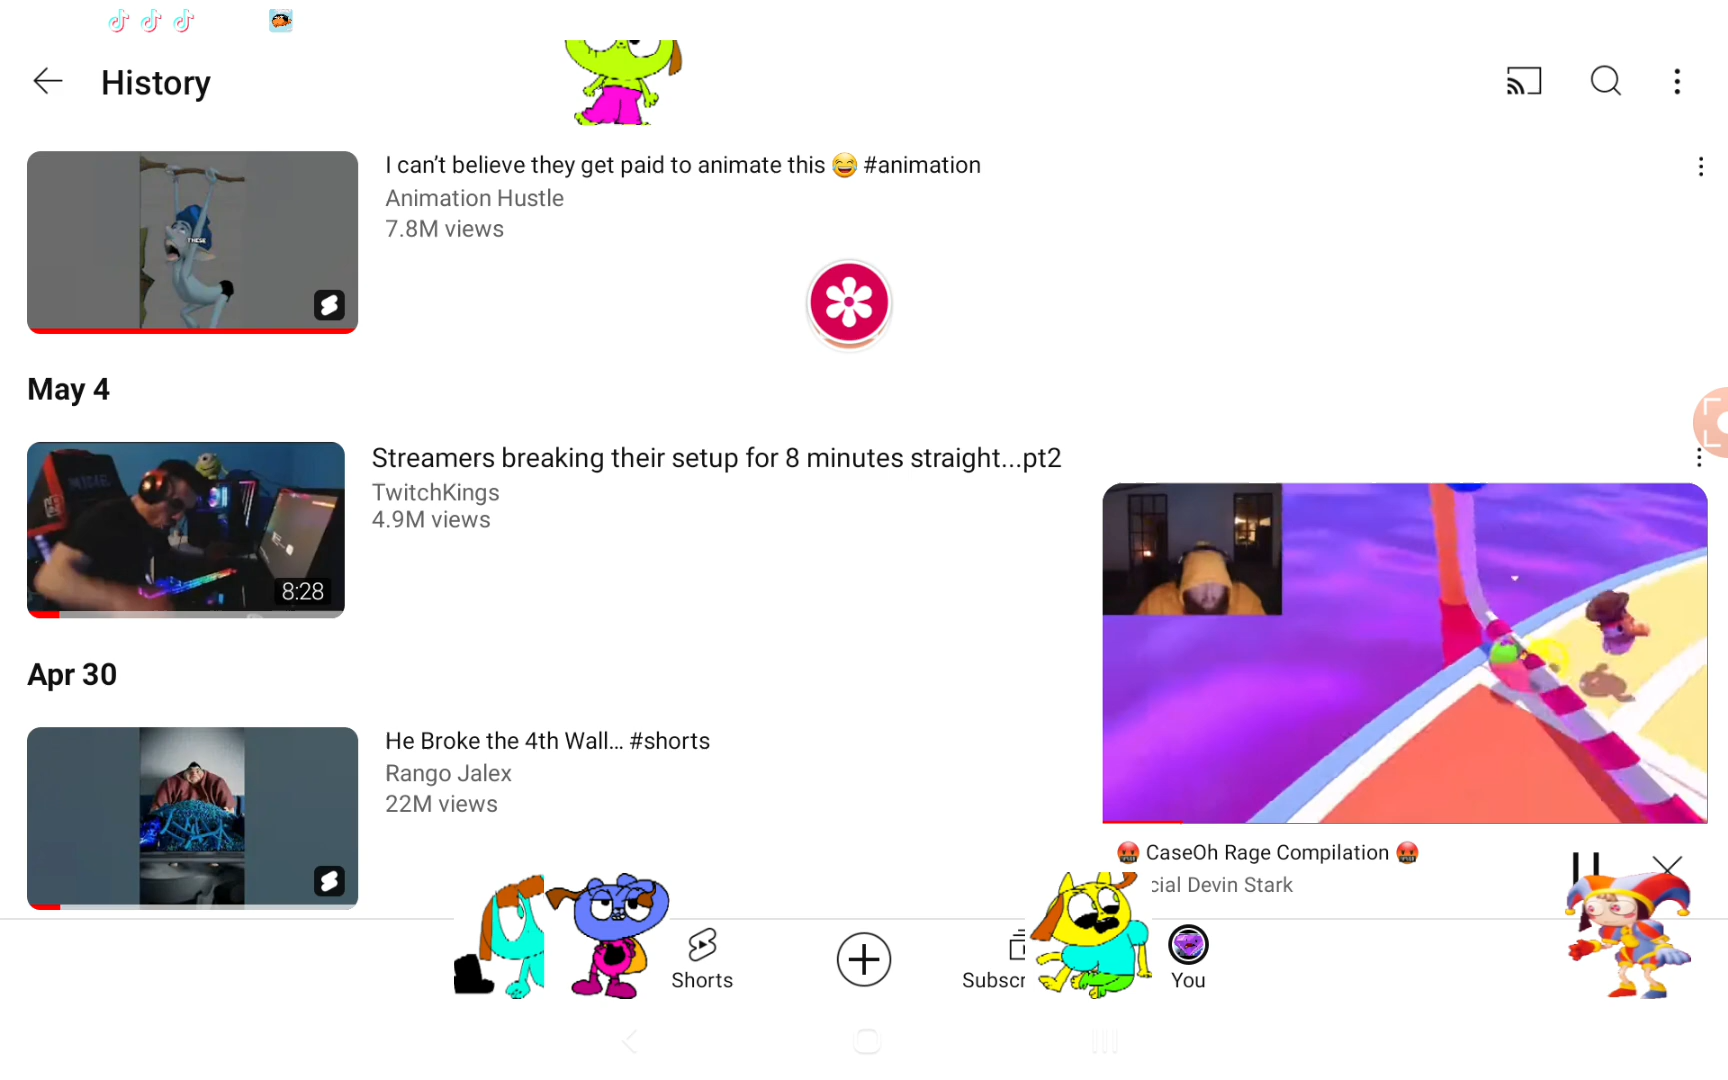 History
I can't believe they get paid to animate this 😂 #animation
Animation Hustle
7.8M views
THESE
May 4
Streamers breaking their setup for 8 minutes straight...pt2
TwitchKings
4.9M views
8:28
Apr 30
He Broke the 4th Wall... #shorts
Rango Jalex
22M views
🤬 CaseOh Rage Compilation 🤬
cial Devin Stark
Shorts
Subscr
You